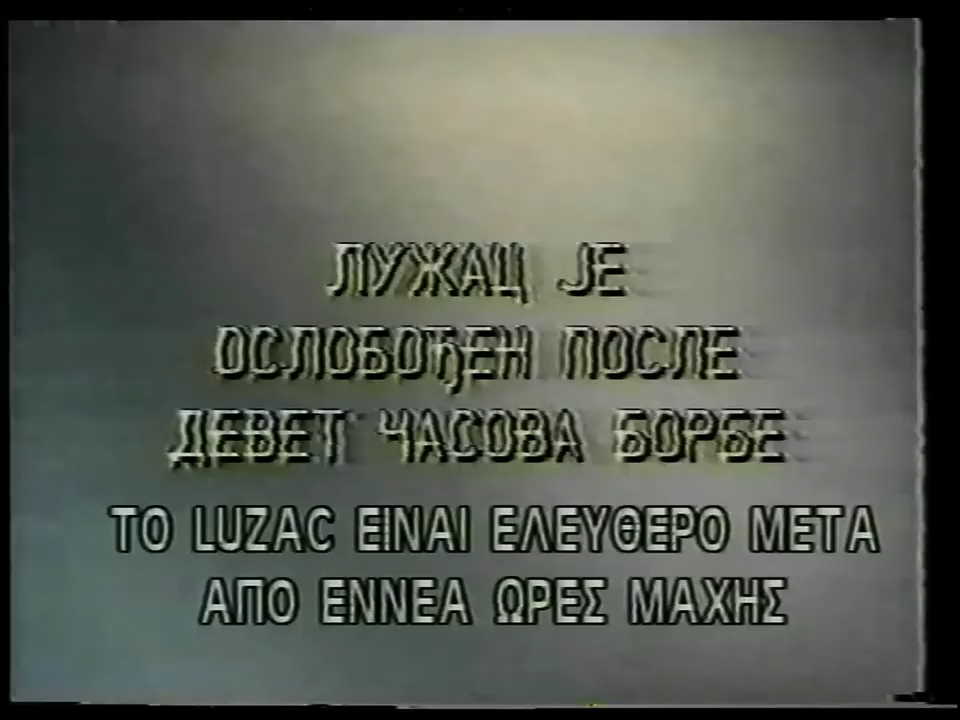 ЛУЖАЦ ЈЕ
ОСЛОБОЂЕН ПОСЛЕ
ДЕВЕТ ЧАСОВА БОРБЕ
ΤΟ LUZAC ΕΙΝΑΙ ΕΛΕΥΘΕΡΟ ΜΕΤΑ
ΑΠΟ ΕΝΝΕΑ ΩΡΕΣ ΜΑΧΗΣ